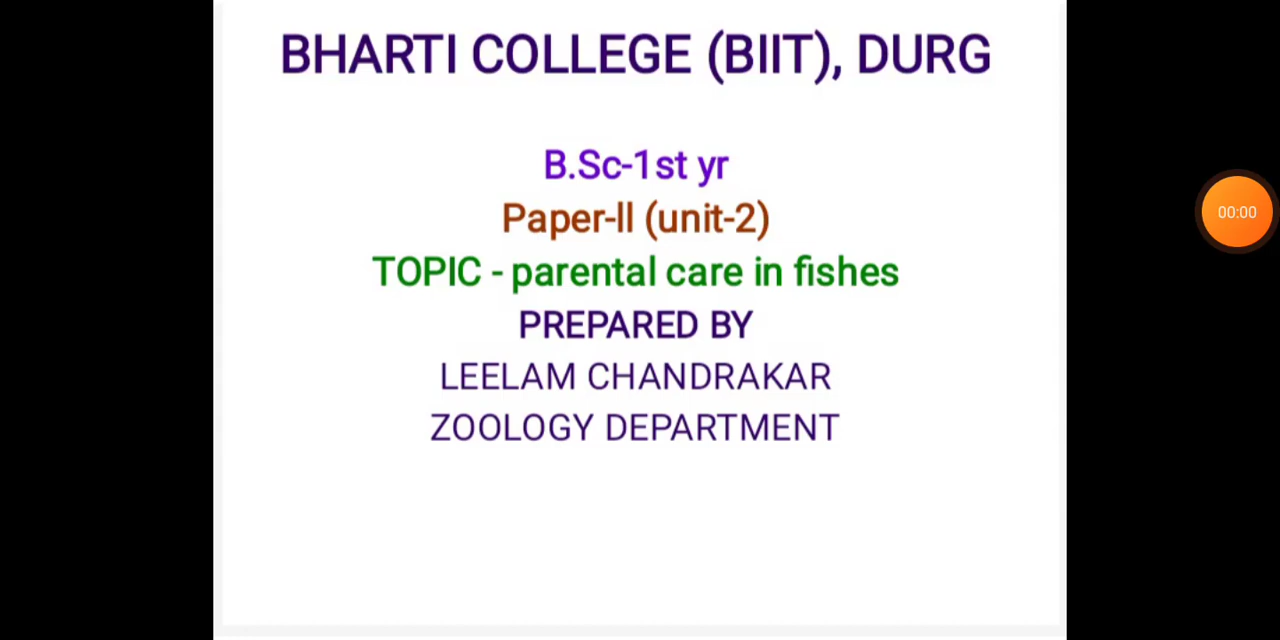 BHARTI COLLEGE (BIIT), DURG
B.Sc-1st yr
Paper-ll (unit-2)
TOPIC - parental care in fishes
PREPARED BY
LEELAM CHANDRAKAR
ZOOLOGY DEPARTMENT
00:00